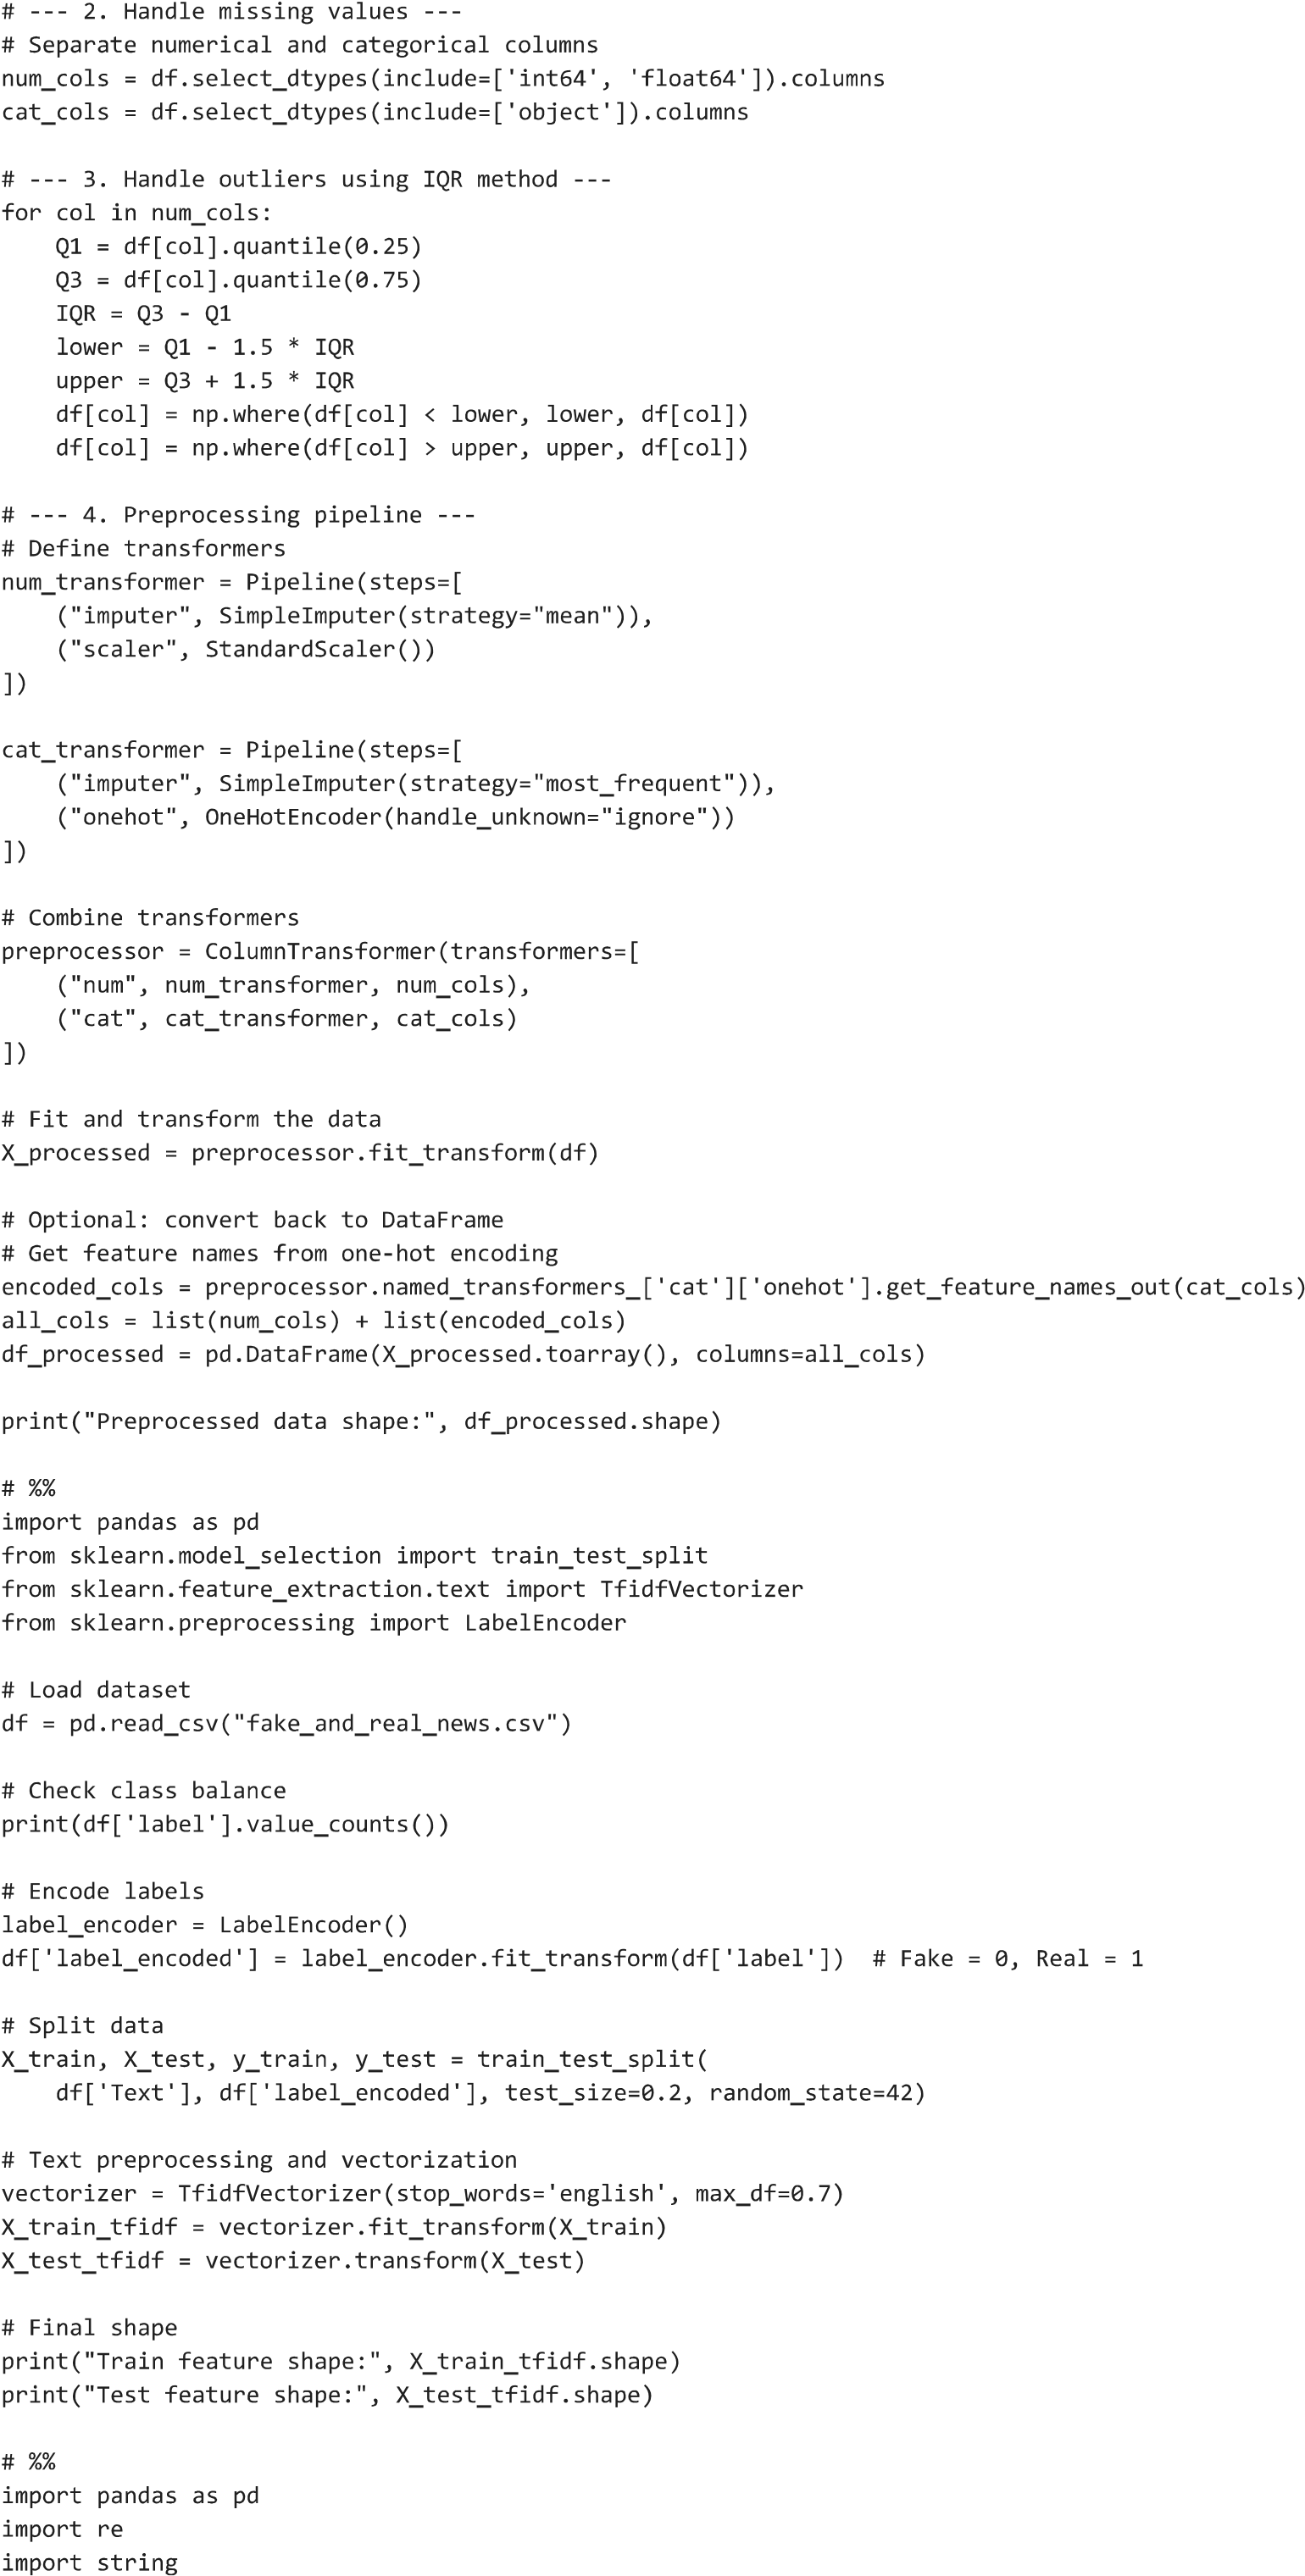 # --- 2. Handle missing values ---
# Separate numerical and categorical columns
num_cols = df.select_dtypes(include=['int64', 'float64']).columns
cat_cols = df.select_dtypes(include=['object']).columns

# --- 3. Handle outliers using IQR method ---
for col in num_cols:
    Q1 = df[col].quantile(0.25)
    Q3 = df[col].quantile(0.75)
    IQR = Q3 - Q1
    lower = Q1 - 1.5 * IQR
    upper = Q3 + 1.5 * IQR
    df[col] = np.where(df[col] < lower, lower, df[col])
    df[col] = np.where(df[col] > upper, upper, df[col])

# --- 4. Preprocessing pipeline ---
# Define transformers
num_transformer = Pipeline(steps=[
    ("imputer", SimpleImputer(strategy="mean")),
    ("scaler", StandardScaler())
])

cat_transformer = Pipeline(steps=[
    ("imputer", SimpleImputer(strategy="most_frequent")),
    ("onehot", OneHotEncoder(handle_unknown="ignore"))
])

# Combine transformers
preprocessor = ColumnTransformer(transformers=[
    ("num", num_transformer, num_cols),
    ("cat", cat_transformer, cat_cols)
])

# Fit and transform the data
X_processed = preprocessor.fit_transform(df)

# Optional: convert back to DataFrame
# Get feature names from one-hot encoding
encoded_cols = preprocessor.named_transformers_['cat']['onehot'].get_feature_names_out(cat_cols)
all_cols = list(num_cols) + list(encoded_cols)
df_processed = pd.DataFrame(X_processed.toarray(), columns=all_cols)

print("Preprocessed data shape:", df_processed.shape)

# %%
import pandas as pd
from sklearn.model_selection import train_test_split
from sklearn.feature_extraction.text import TfidfVectorizer
from sklearn.preprocessing import LabelEncoder

# Load dataset
df = pd.read_csv("fake_and_real_news.csv")

# Check class balance
print(df['label'].value_counts())

# Encode labels
label_encoder = LabelEncoder()
df['label_encoded'] = label_encoder.fit_transform(df['label'])  # Fake = 0, Real = 1

# Split data
X_train, X_test, y_train, y_test = train_test_split(
    df['Text'], df['label_encoded'], test_size=0.2, random_state=42)

# Text preprocessing and vectorization
vectorizer = TfidfVectorizer(stop_words='english', max_df=0.7)
X_train_tfidf = vectorizer.fit_transform(X_train)
X_test_tfidf = vectorizer.transform(X_test)

# Final shape
print("Train feature shape:", X_train_tfidf.shape)
print("Test feature shape:", X_test_tfidf.shape)

# %%
import pandas as pd
import re
import string